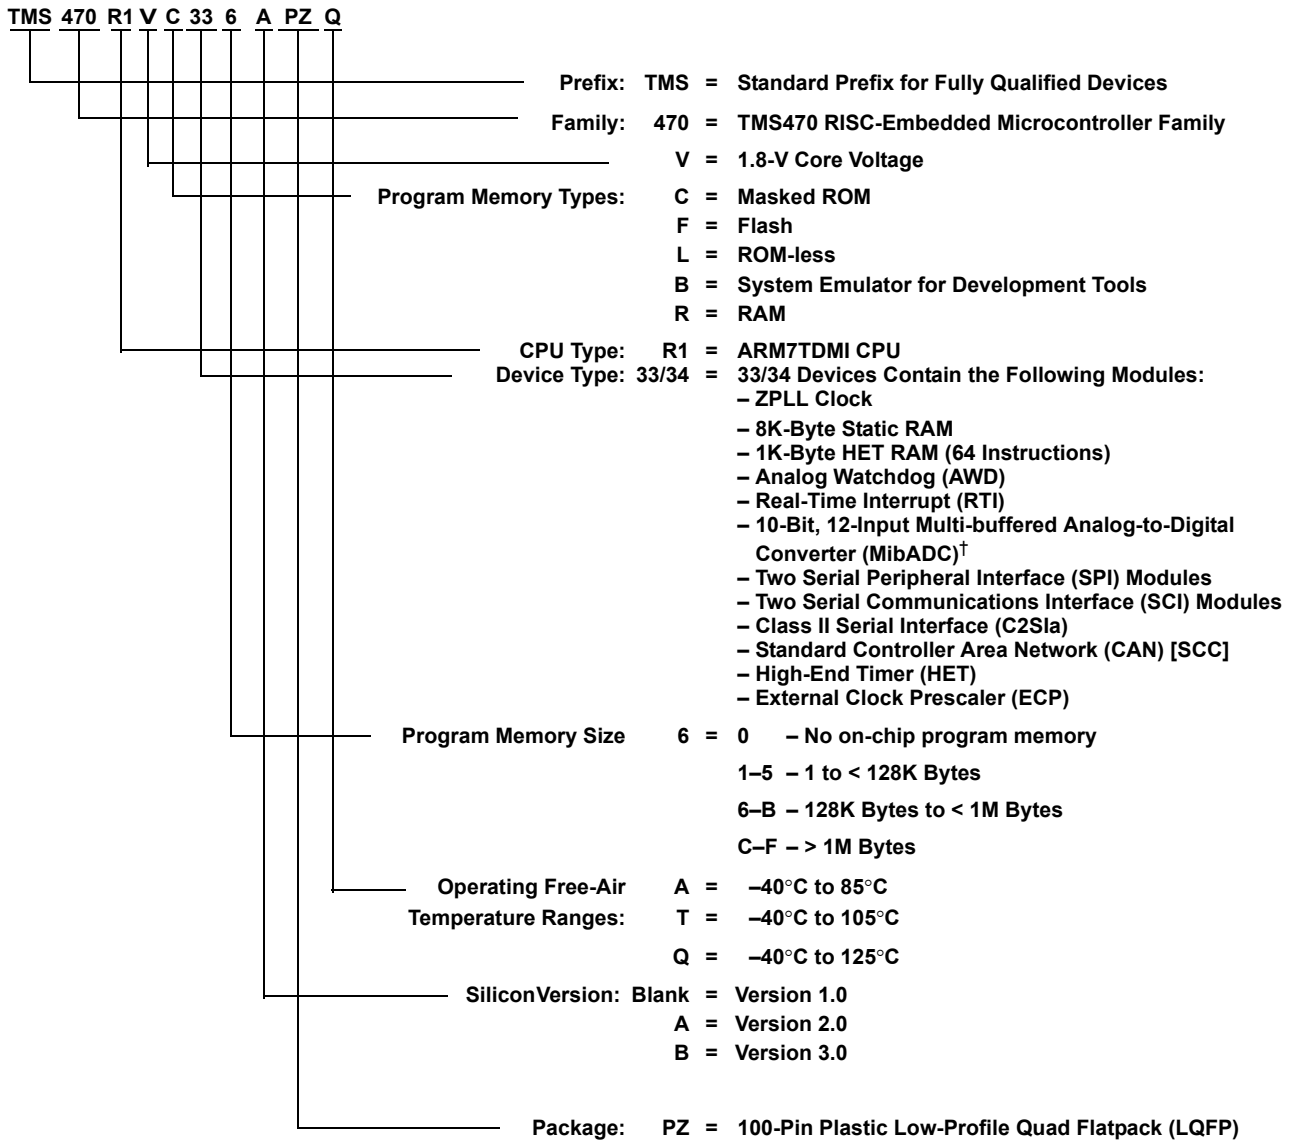 TMS 470 R1 V C 33 6 A PZ Q
Prefix: TMS = Standard Prefix for Fully Qualified Devices
Family: 470 = TMS470 RISC-Embedded Microcontroller Family
V = 1.8-V Core Voltage
Program Memory Types: C = Masked ROM
F = Flash
L = ROM-less
B = System Emulator for Development Tools
R = RAM
CPU Type: R1 = ARM7TDMI CPU
Device Type: 33/34 = 33/34 Devices Contain the Following Modules:
– ZPLL Clock
– 8K-Byte Static RAM
– 1K-Byte HET RAM (64 Instructions)
– Analog Watchdog (AWD)
– Real-Time Interrupt (RTI)
– 10-Bit, 12-Input Multi-buffered Analog-to-Digital
Converter (MibADC)†
– Two Serial Peripheral Interface (SPI) Modules
– Two Serial Communications Interface (SCI) Modules
– Class II Serial Interface (C2SIa)
– Standard Controller Area Network (CAN) [SCC]
– High-End Timer (HET)
– External Clock Prescaler (ECP)
Program Memory Size 6 = 0 – No on-chip program memory
1–5 – 1 to < 128K Bytes
6–B – 128K Bytes to < 1M Bytes
C–F – > 1M Bytes
Operating Free-Air A = –40°C to 85°C
Temperature Ranges: T = –40°C to 105°C
Q = –40°C to 125°C
SiliconVersion: Blank = Version 1.0
A = Version 2.0
B = Version 3.0
Package: PZ = 100-Pin Plastic Low-Profile Quad Flatpack (LQFP)